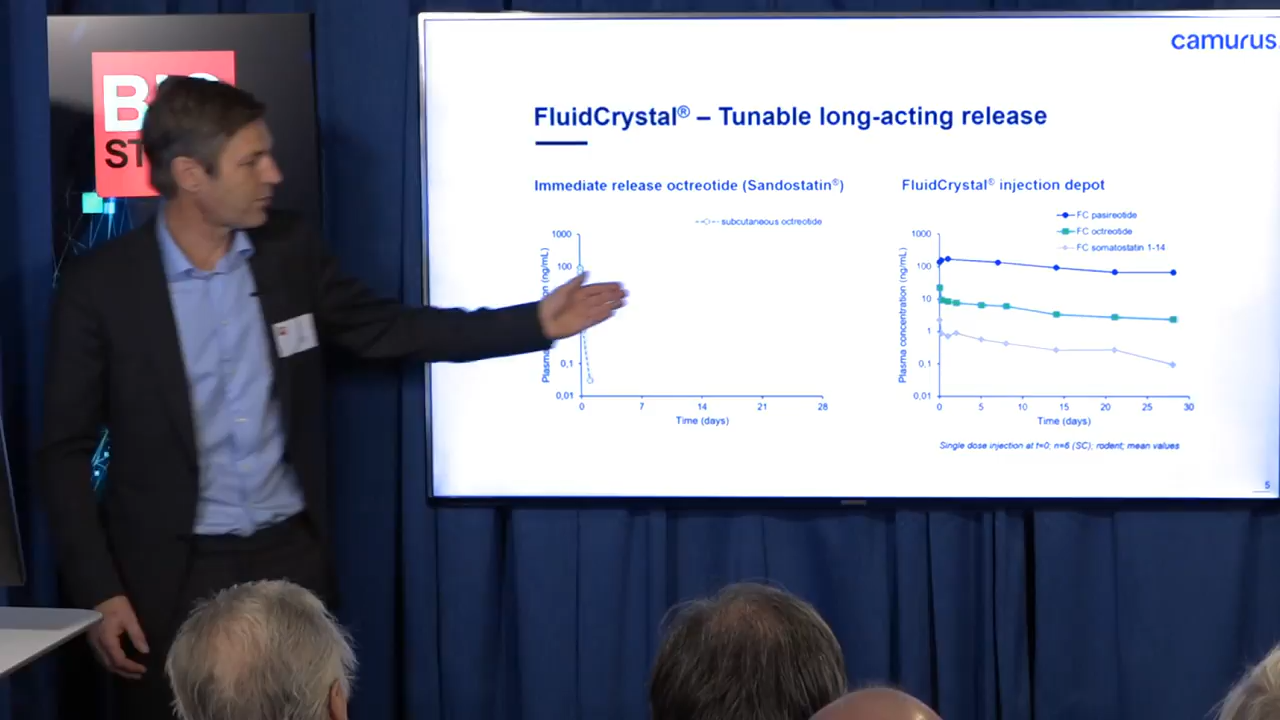 camurus.
FluidCrystal® – Tunable long-acting release
Immediate release octreotide (Sandostatin®)
subcutaneous octreotide
1000
100
0,1
0,01
0 7 14 21 28
Time (days)
FluidCrystal® injection depot
FC pasireotide
FC octreotide
FC somatostatin 1-14
Plasma concentration (ng/mL)
1000
100
10
1
0,1
0,01
0 5 10 15 20 25 30
Time (days)
Single dose injection at t=0; n=6 (SC); rodent; mean values
5